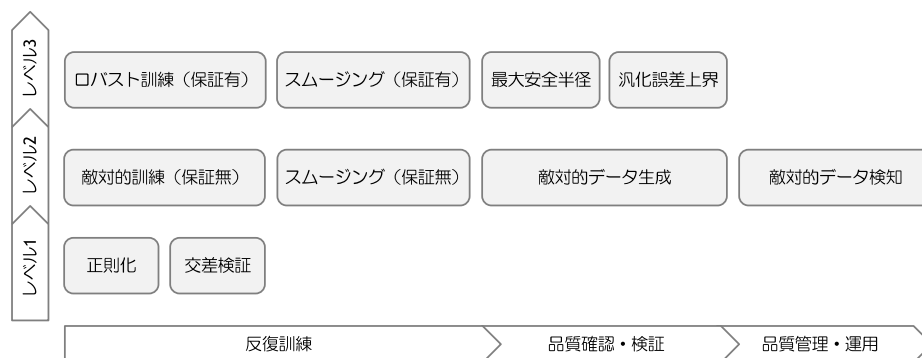 レベル3
ロバスト訓練（保証有）
スムージング（保証有）
最大安全半径
汎化誤差上界
レベル2
敵対的訓練（保証無）
スムージング（保証無）
敵対的データ生成
敵対的データ検知
レベル1
正則化
交差検証
反復訓練
品質確認・検証
品質管理・運用